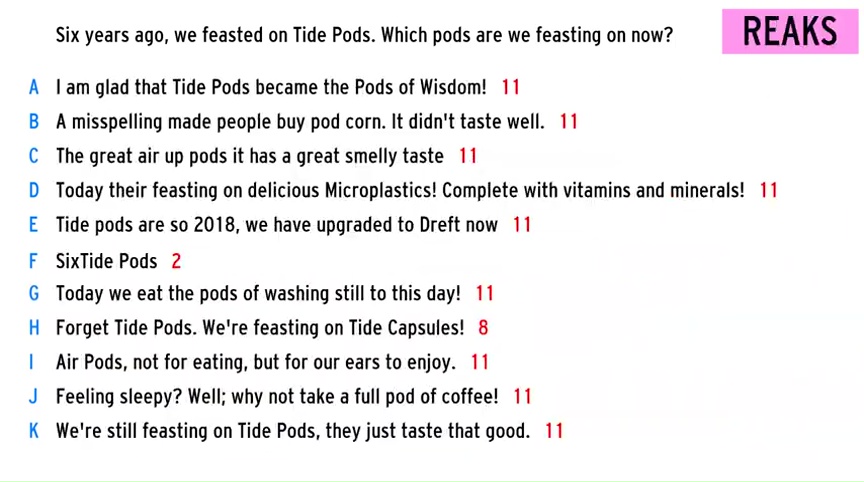 Six years ago, we feasted on Tide Pods. Which pods are we feasting on now?
REAKS
A I am glad that Tide Pods became the Pods of Wisdom! 11
B A misspelling made people buy pod corn. It didn't taste well. 11
C The great air up pods it has a great smelly taste 11
D Today their feasting on delicious Microplastics! Complete with vitamins and minerals! 11
E Tide pods are so 2018, we have upgraded to Dreft now 11
F SixTide Pods 2
G Today we eat the pods of washing still to this day! 11
H Forget Tide Pods. We're feasting on Tide Capsules! 8
I Air Pods, not for eating, but for our ears to enjoy. 11
J Feeling sleepy? Well; why not take a full pod of coffee! 11
K We're still feasting on Tide Pods, they just taste that good. 11